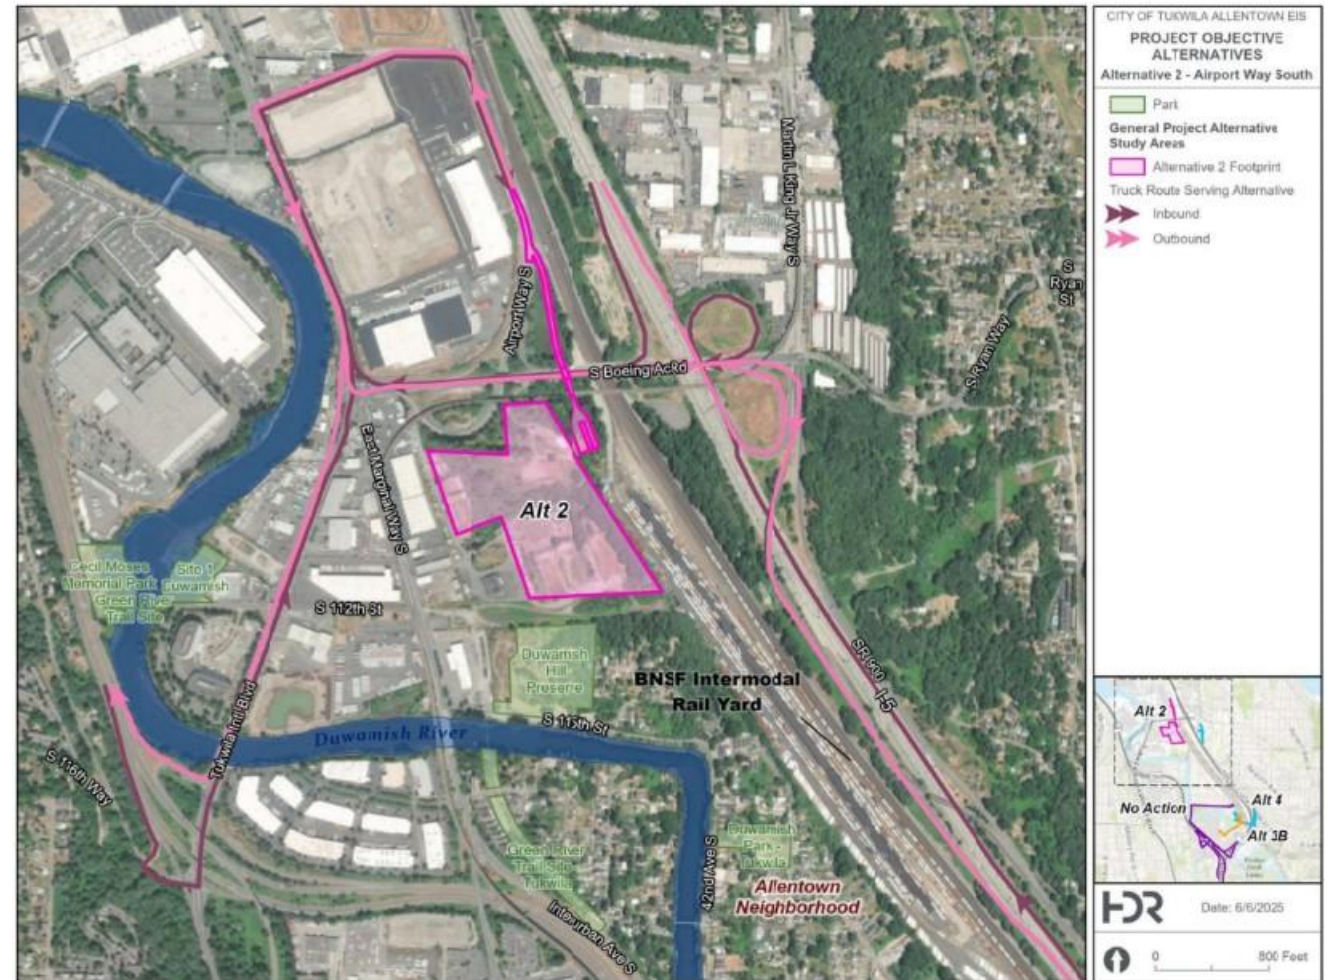 CITY OF TUKWILA ALLENTOWN EIS
PROJECT OBJECTIVE
ALTERNATIVES
Alternative 2 - Airport Way South
Park
General Project Alternative
Study Areas
Alternative 2 Footprint
Truck Route Serving Alternative
Inbound
Outbound
Martin L King Jr Way S
S
Ryan
St
S Ryan Way
Airport Way S
S Boeing AcRd
East Marginal Way S
Alt 2
Cecil Moses
Memorial Park
Green River
Trail Site
Site 1
Duwamish
S 112th St
Duwamish
Hill
Preserve
BNSF Intermodal
Rail Yard
SR 900
I-5
Tukwila Intl Blvd
Duwamish River
S 115th St
S 116th Way
Green River
Trail Site
Tukwila
42nd Ave S
Duwamish
Park -
Tukwila
Allentown
Neighborhood
Interurban Ave S
Alt 2
No Action
Alt 4
Alt 3B
HDR
Date: 6/6/2025
0
800 Feet